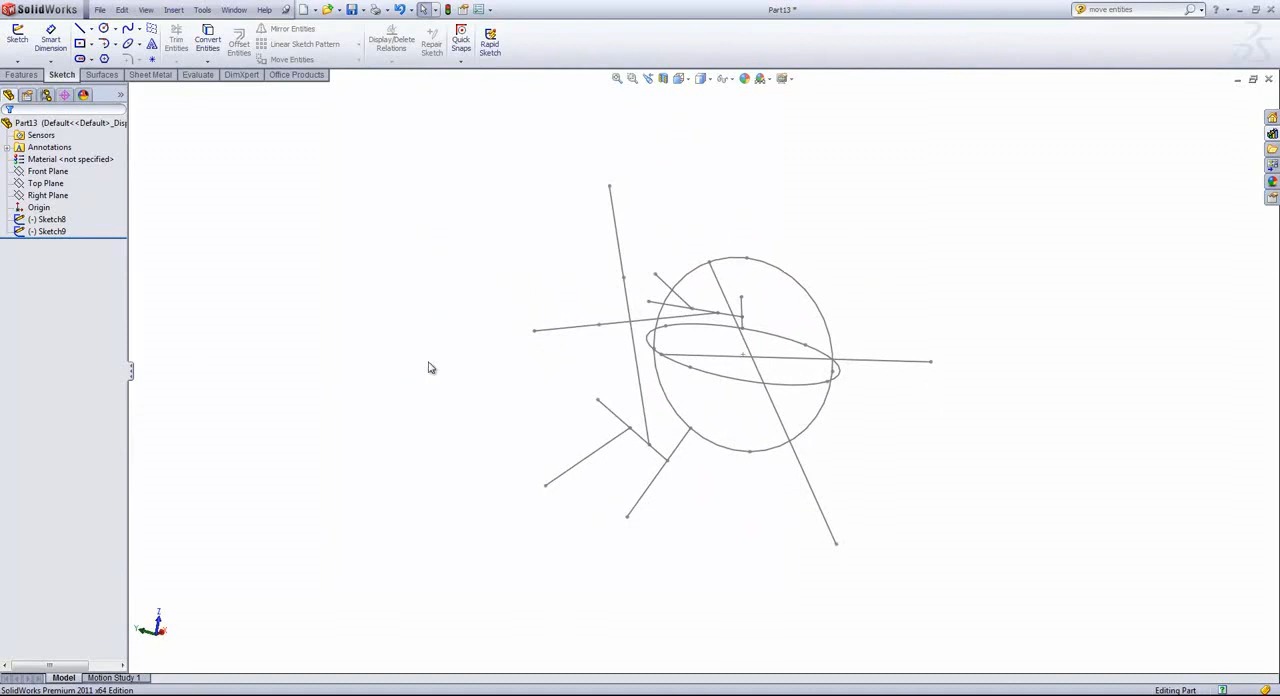 SolidWorks File Edit View Insert Tools Window Help Part13 * move entities
Sketch Smart Dimension Trim Entities Convert Entities Offset Entities Mirror Entities Linear Sketch Pattern Move Entities Display/Delete Relations Repair Sketch Quick Snaps Rapid Sketch
Features Sketch Surfaces Sheet Metal Evaluate DimXpert Office Products
Part13 (Default<<Default>_Disp
Sensors
Annotations
Material <not specified>
Front Plane
Top Plane
Right Plane
Origin
(-) Sketch8
(-) Sketch9
Z
Y X
Model Motion Study 1
SolidWorks Premium 2011 x64 Edition Editing Part